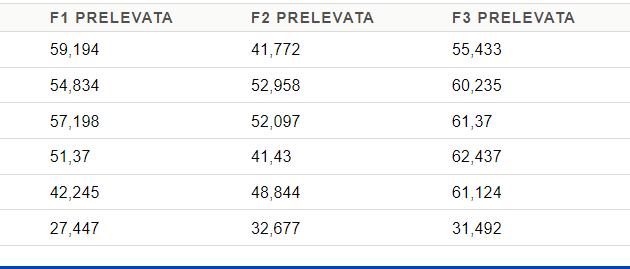 F1 PRELEVATA F2 PRELEVATA F3 PRELEVATA
59,194 41,772 55,433
54,834 52,958 60,235
57,198 52,097 61,37
51,37 41,43 62,437
42,245 48,844 61,124
27,447 32,677 31,492